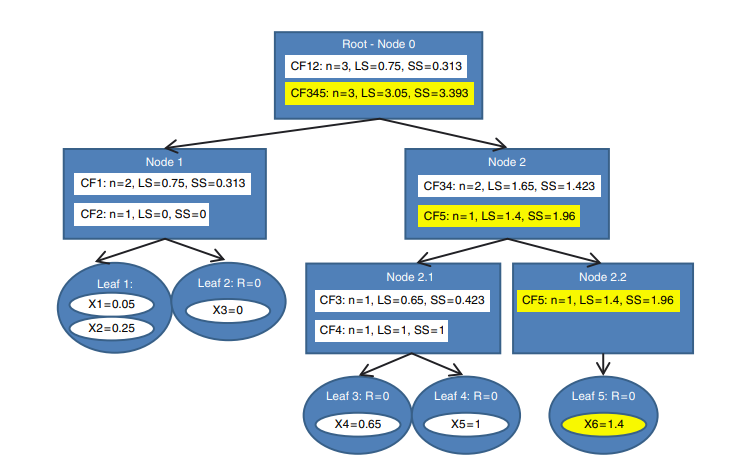 Root - Node 0
CF12: n=3, LS=0.75, SS=0.313
CF345: n=3, LS=3.05, SS=3.393
Node 1
CF1: n=2, LS=0.75, SS=0.313
CF2: n=1, LS=0, SS=0
Node 2
CF34: n=2, LS=1.65, SS=1.423
CF5: n=1, LS=1.4, SS=1.96
Leaf 1:
X1=0.05
X2=0.25
Leaf 2: R=0
X3=0
Node 2.1
CF3: n=1, LS=0.65, SS=0.423
CF4: n=1, LS=1, SS=1
Node 2.2
CF5: n=1, LS=1.4, SS=1.96
Leaf 3: R=0
X4=0.65
Leaf 4: R=0
X5=1
Leaf 5: R=0
X6=1.4